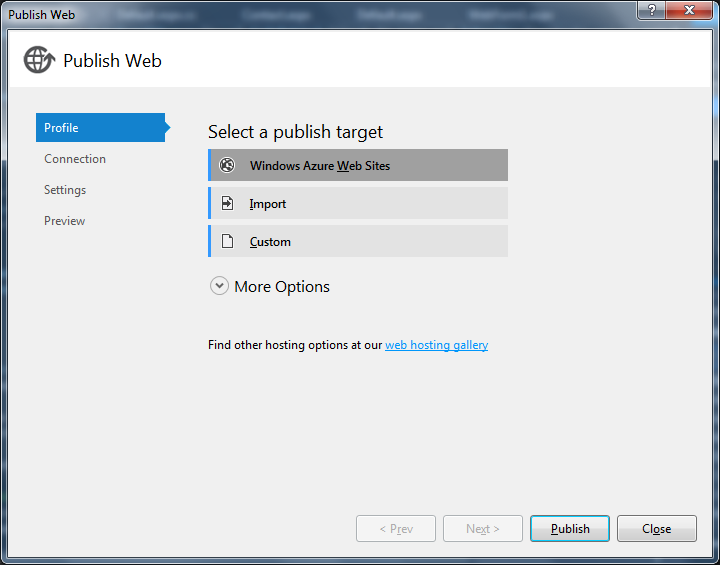 Publish Web
?
Publish Web
Profile
Connection
Settings
Preview
Select a publish target
Windows Azure Web Sites
Import
Custom
More Options
Find other hosting options at our web hosting gallery
< Prev
Next >
Publish
Close